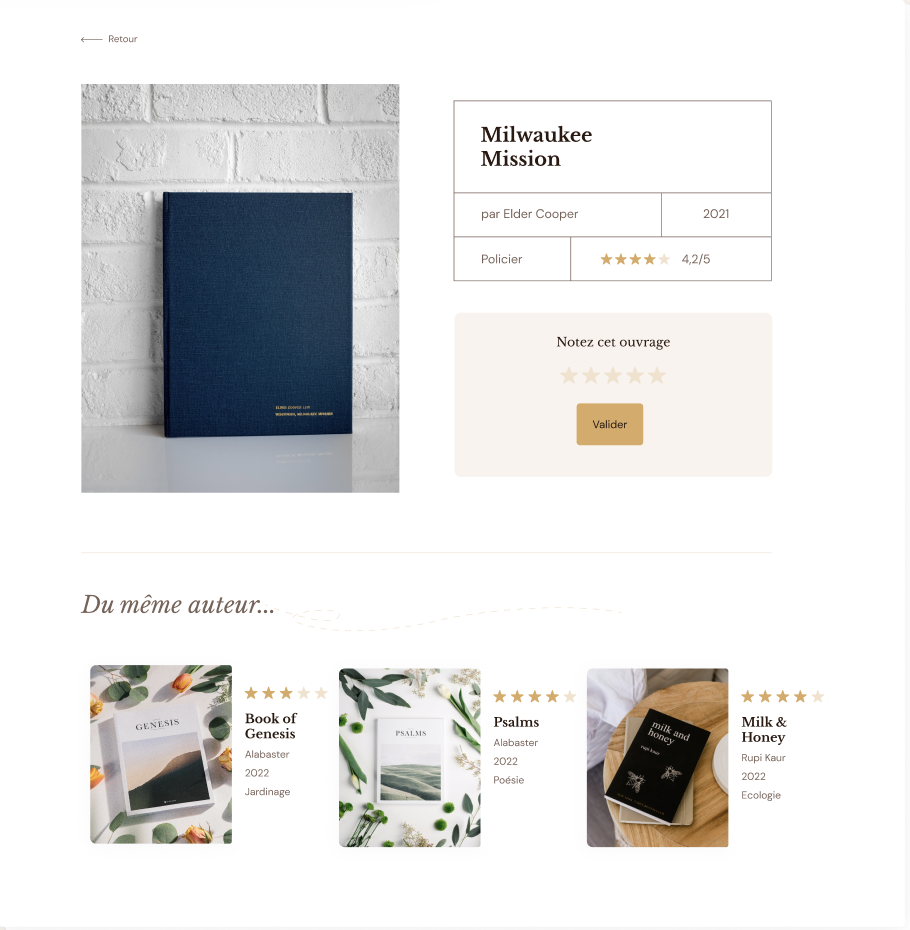 Retour
Milwaukee
Mission
par Elder Cooper
2021
Policier
4,2/5
Notez cet ouvrage
Valider
Du même auteur...
GENESIS
Book of
Genesis
Alabaster
2022
Jardinage
PSALMS
Psalms
Alabaster
2022
Poésie
milk and
honey
rupi kaur
Milk &
Honey
Rupi Kaur
2022
Ecologie